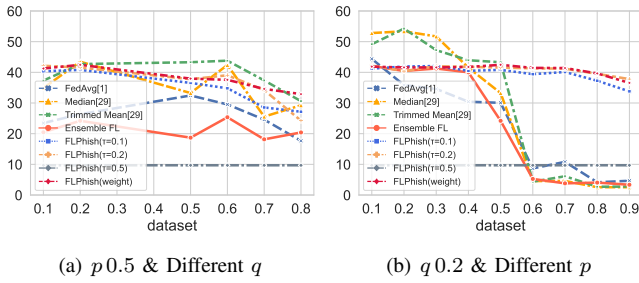 60
50
40
30
20
10
0
FedAvg[1]
Median[29]
Trimmed Mean[29]
Ensemble FL
FLPhish(τ=0.1)
FLPhish(τ=0.2)
FLPhish(τ=0.5)
FLPhish(weight)
0.1 0.2 0.3 0.4 0.5 0.6 0.7 0.8
dataset
(a) p 0.5 & Different q
60
50
40
30
20
10
0
FedAvg[1]
Median[29]
Trimmed Mean[29]
Ensemble FL
FLPhish(τ=0.1)
FLPhish(τ=0.2)
FLPhish(τ=0.5)
FLPhish(weight)
0.1 0.2 0.3 0.4 0.5 0.6 0.7 0.8 0.9
dataset
(b) q 0.2 & Different p